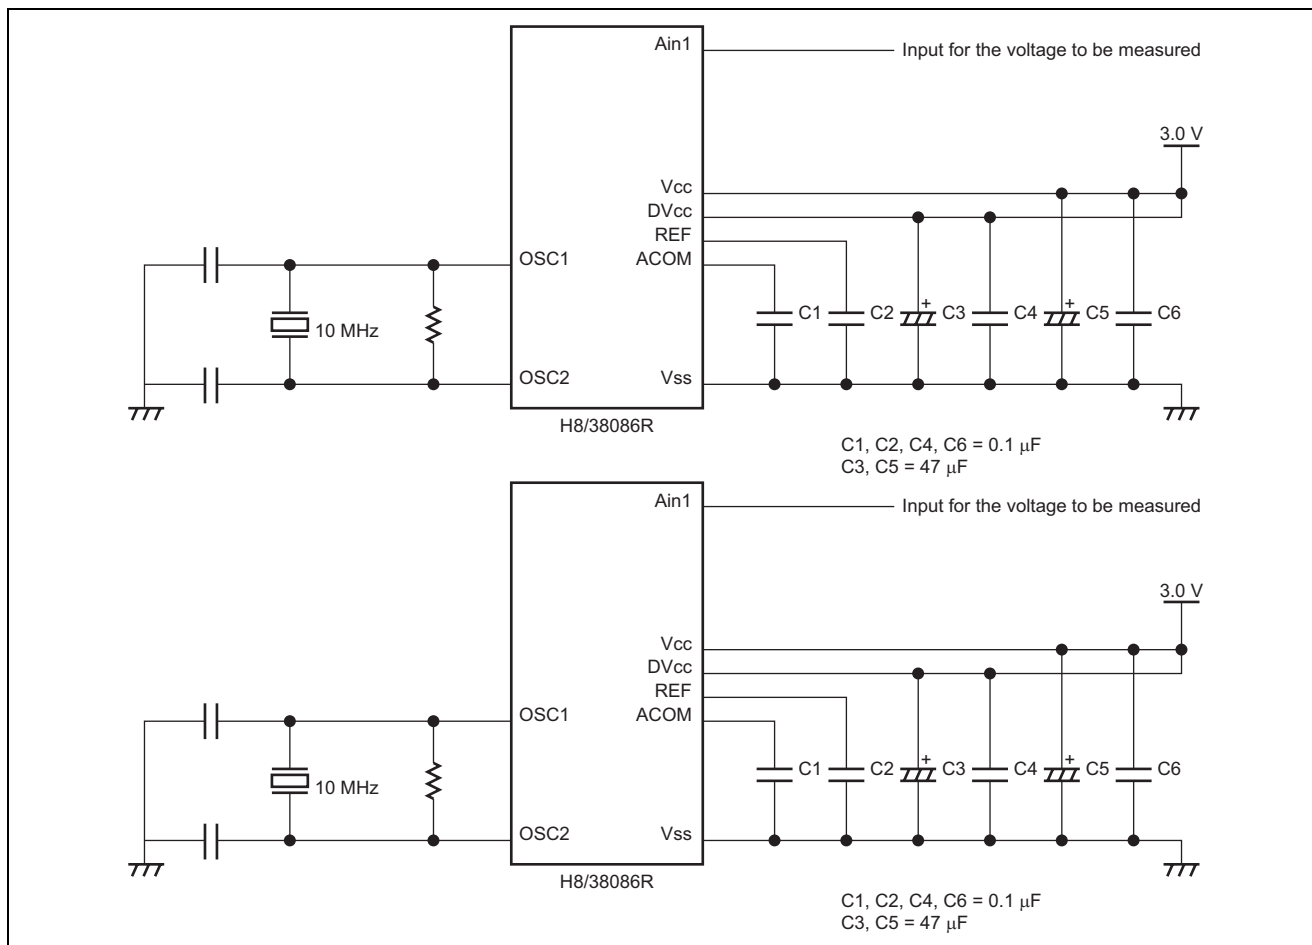 Ain1
Input for the voltage to be measured
3.0 V
Vcc
DVcc
REF
OSC1
ACOM
+
+
C1
C2
C3
C4
C5
C6
10 MHz
OSC2
Vss
H8/38086R
C1, C2, C4, C6 = 0.1 μF
C3, C5 = 47 μF
Ain1
Input for the voltage to be measured
3.0 V
Vcc
DVcc
REF
OSC1
ACOM
+
+
C1
C2
C3
C4
C5
C6
10 MHz
OSC2
Vss
H8/38086R
C1, C2, C4, C6 = 0.1 μF
C3, C5 = 47 μF